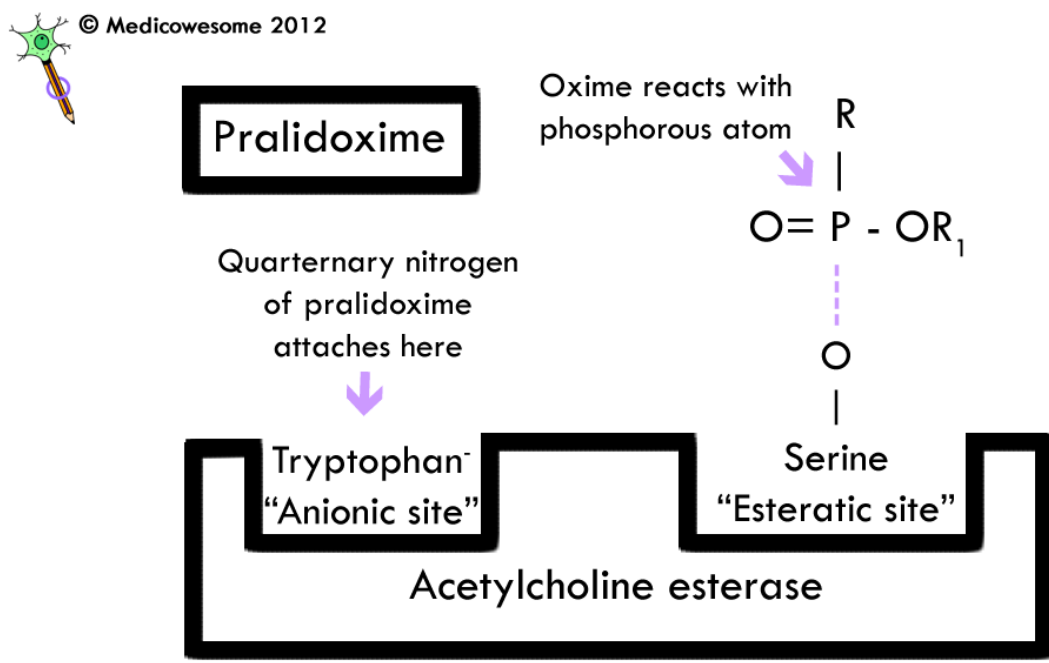 © Medicowesome 2012
Pralidoxime
Oxime reacts with
phosphorous atom
R
|
O= P - OR₁
O
|
Quarternary nitrogen
of pralidoxime
attaches here
Tryptophan⁻
“Anionic site”
Serine
“Esteratic site”
Acetylcholine esterase